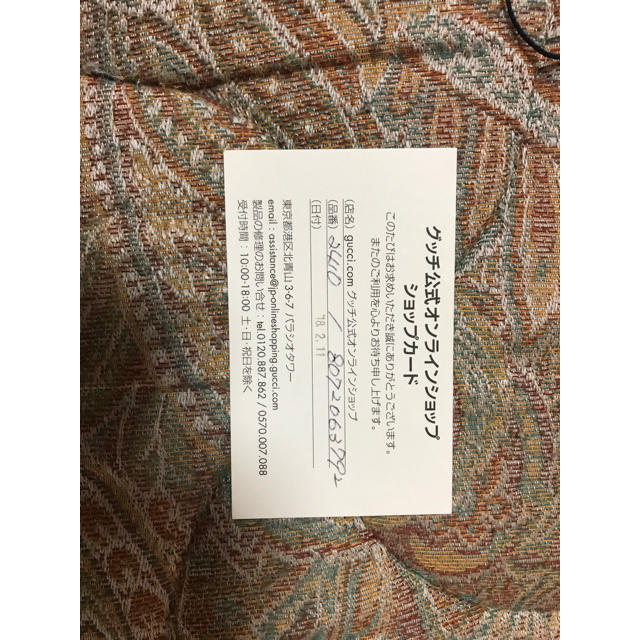 グッチ公式オンラインショップ
ショップカード
このたびはお求めいただき誠にありがとうございます。
またのご利用を心よりお待ち申し上げます。
(店名) gucci.com グッチ公式オンラインショップ
(品番) 2410 / 8072063792
(日付) '18. 2. 11
東京都港区北青山 3-6-7 パラシオタワー
email : assistance@jp-onlineshopping.gucci.com
製品の修理のお問い合せ : tel.0120.887.862 / 0570.007.088
受付時間 : 10:00-18:00 土・日・祝日を除く